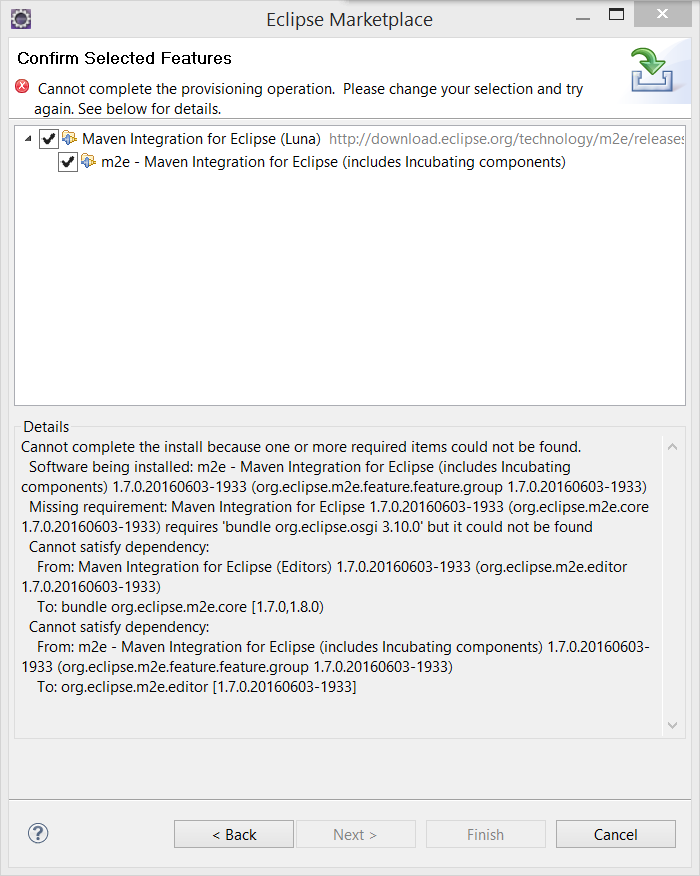 Eclipse Marketplace
Confirm Selected Features
Cannot complete the provisioning operation.  Please change your selection and try
again. See below for details.
Maven Integration for Eclipse (Luna)  http://download.eclipse.org/technology/m2e/releases
m2e - Maven Integration for Eclipse (includes Incubating components)
Details
Cannot complete the install because one or more required items could not be found.
Software being installed: m2e - Maven Integration for Eclipse (includes Incubating
components) 1.7.0.20160603-1933 (org.eclipse.m2e.feature.feature.group 1.7.0.20160603-1933)
Missing requirement: Maven Integration for Eclipse 1.7.0.20160603-1933 (org.eclipse.m2e.core
1.7.0.20160603-1933) requires 'bundle org.eclipse.osgi 3.10.0' but it could not be found
Cannot satisfy dependency:
From: Maven Integration for Eclipse (Editors) 1.7.0.20160603-1933 (org.eclipse.m2e.editor
1.7.0.20160603-1933)
To: bundle org.eclipse.m2e.core [1.7.0,1.8.0)
Cannot satisfy dependency:
From: m2e - Maven Integration for Eclipse (includes Incubating components) 1.7.0.20160603-
1933 (org.eclipse.m2e.feature.feature.group 1.7.0.20160603-1933)
To: org.eclipse.m2e.editor [1.7.0.20160603-1933]
? < Back Next > Finish Cancel